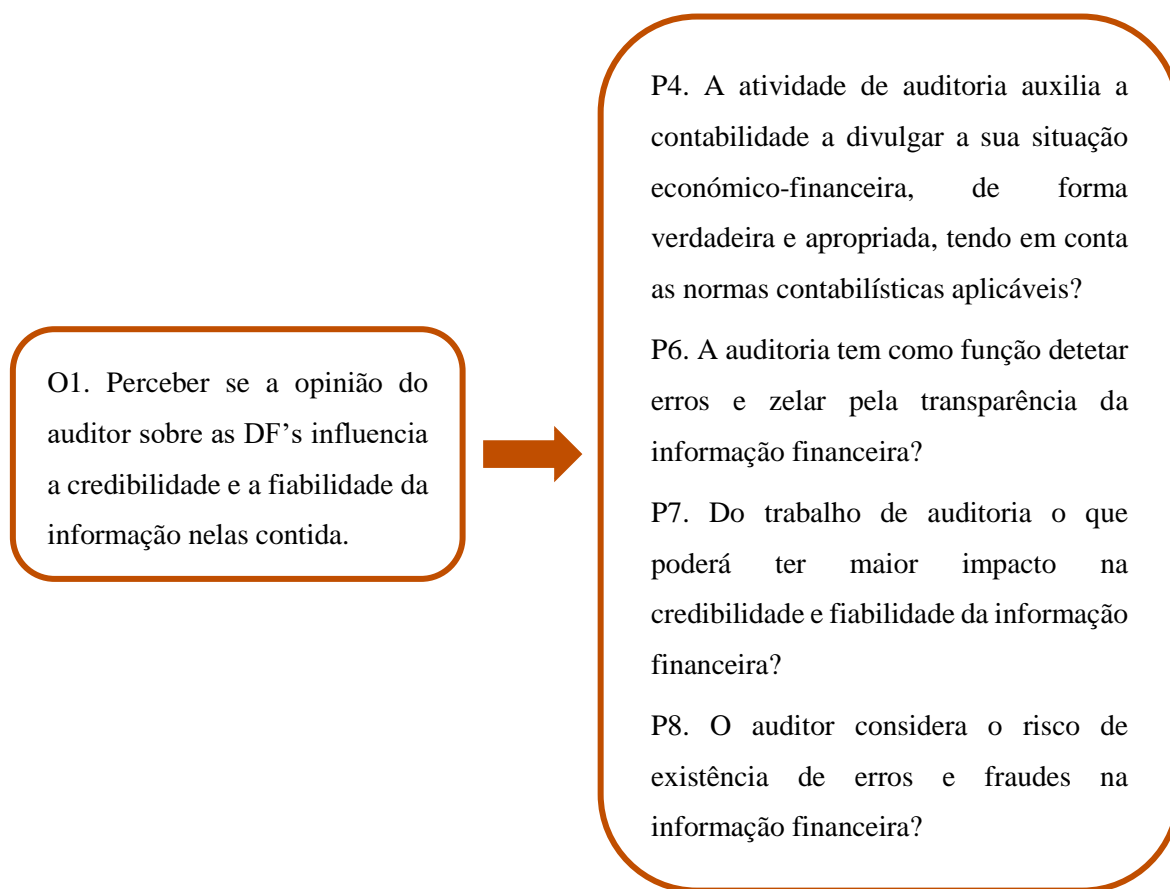 O1. Perceber se a opinião do
auditor sobre as DF’s influencia
a credibilidade e a fiabilidade da
informação nelas contida.
P4. A atividade de auditoria auxilia a
contabilidade a divulgar a sua situação
económico-financeira, de forma
verdadeira e apropriada, tendo em conta
as normas contabilísticas aplicáveis?
P6. A auditoria tem como função detetar
erros e zelar pela transparência da
informação financeira?
P7. Do trabalho de auditoria o que
poderá ter maior impacto na
credibilidade e fiabilidade da informação
financeira?
P8. O auditor considera o risco de
existência de erros e fraudes na
informação financeira?